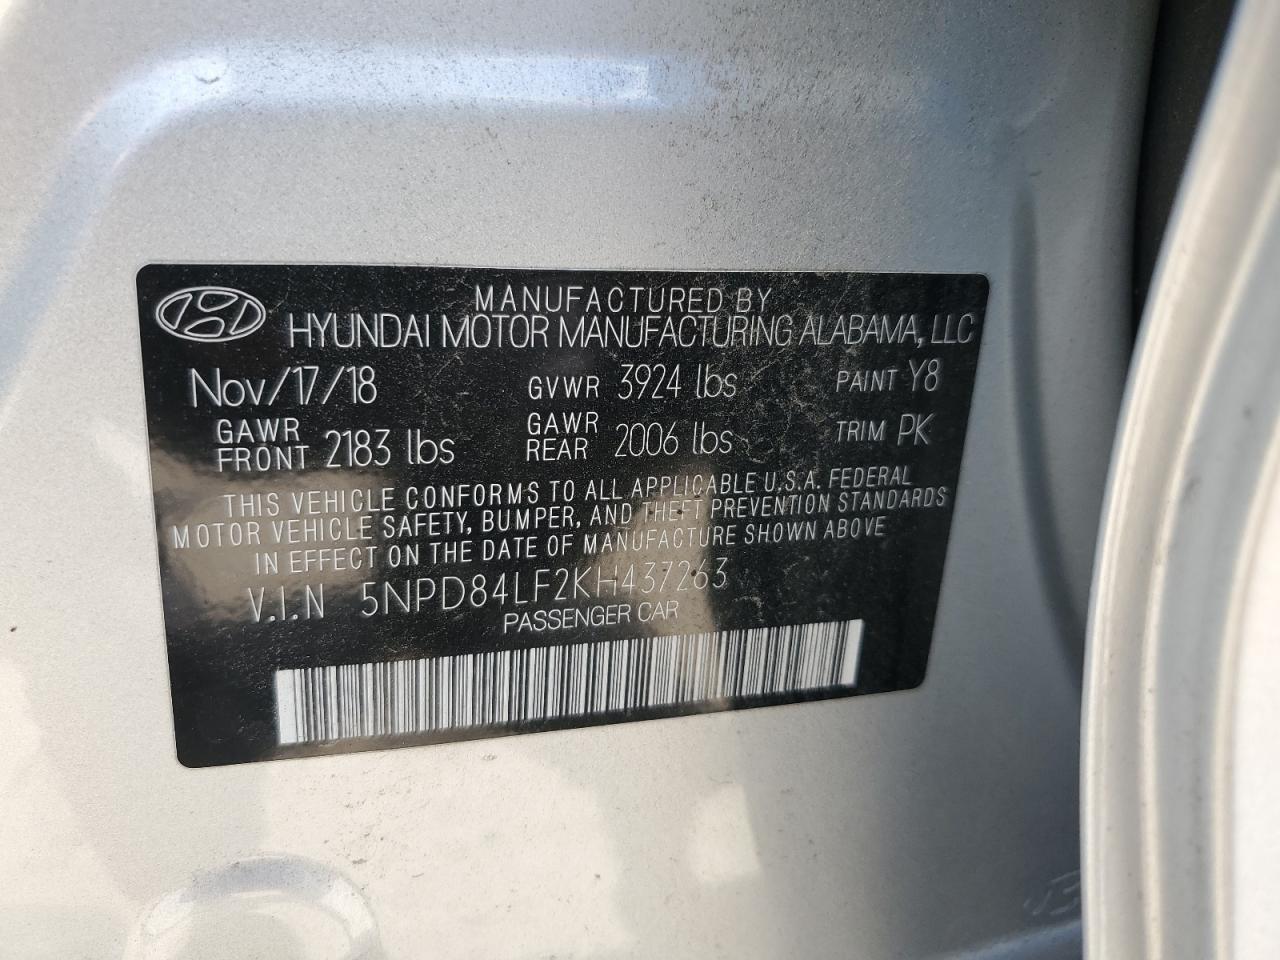 MANUFACTURED BY
HYUNDAI MOTOR MANUFACTURING ALABAMA, LLC
Nov/17/18 GVWR 3924 lbs PAINT Y8
GAWR FRONT 2183 lbs GAWR REAR 2006 lbs TRIM PK
THIS VEHICLE CONFORMS TO ALL APPLICABLE U.S.A. FEDERAL
MOTOR VEHICLE SAFETY, BUMPER, AND THEFT PREVENTION STANDARDS
IN EFFECT ON THE DATE OF MANUFACTURE SHOWN ABOVE
V.I.N 5NPD84LF2KH437263
PASSENGER CAR